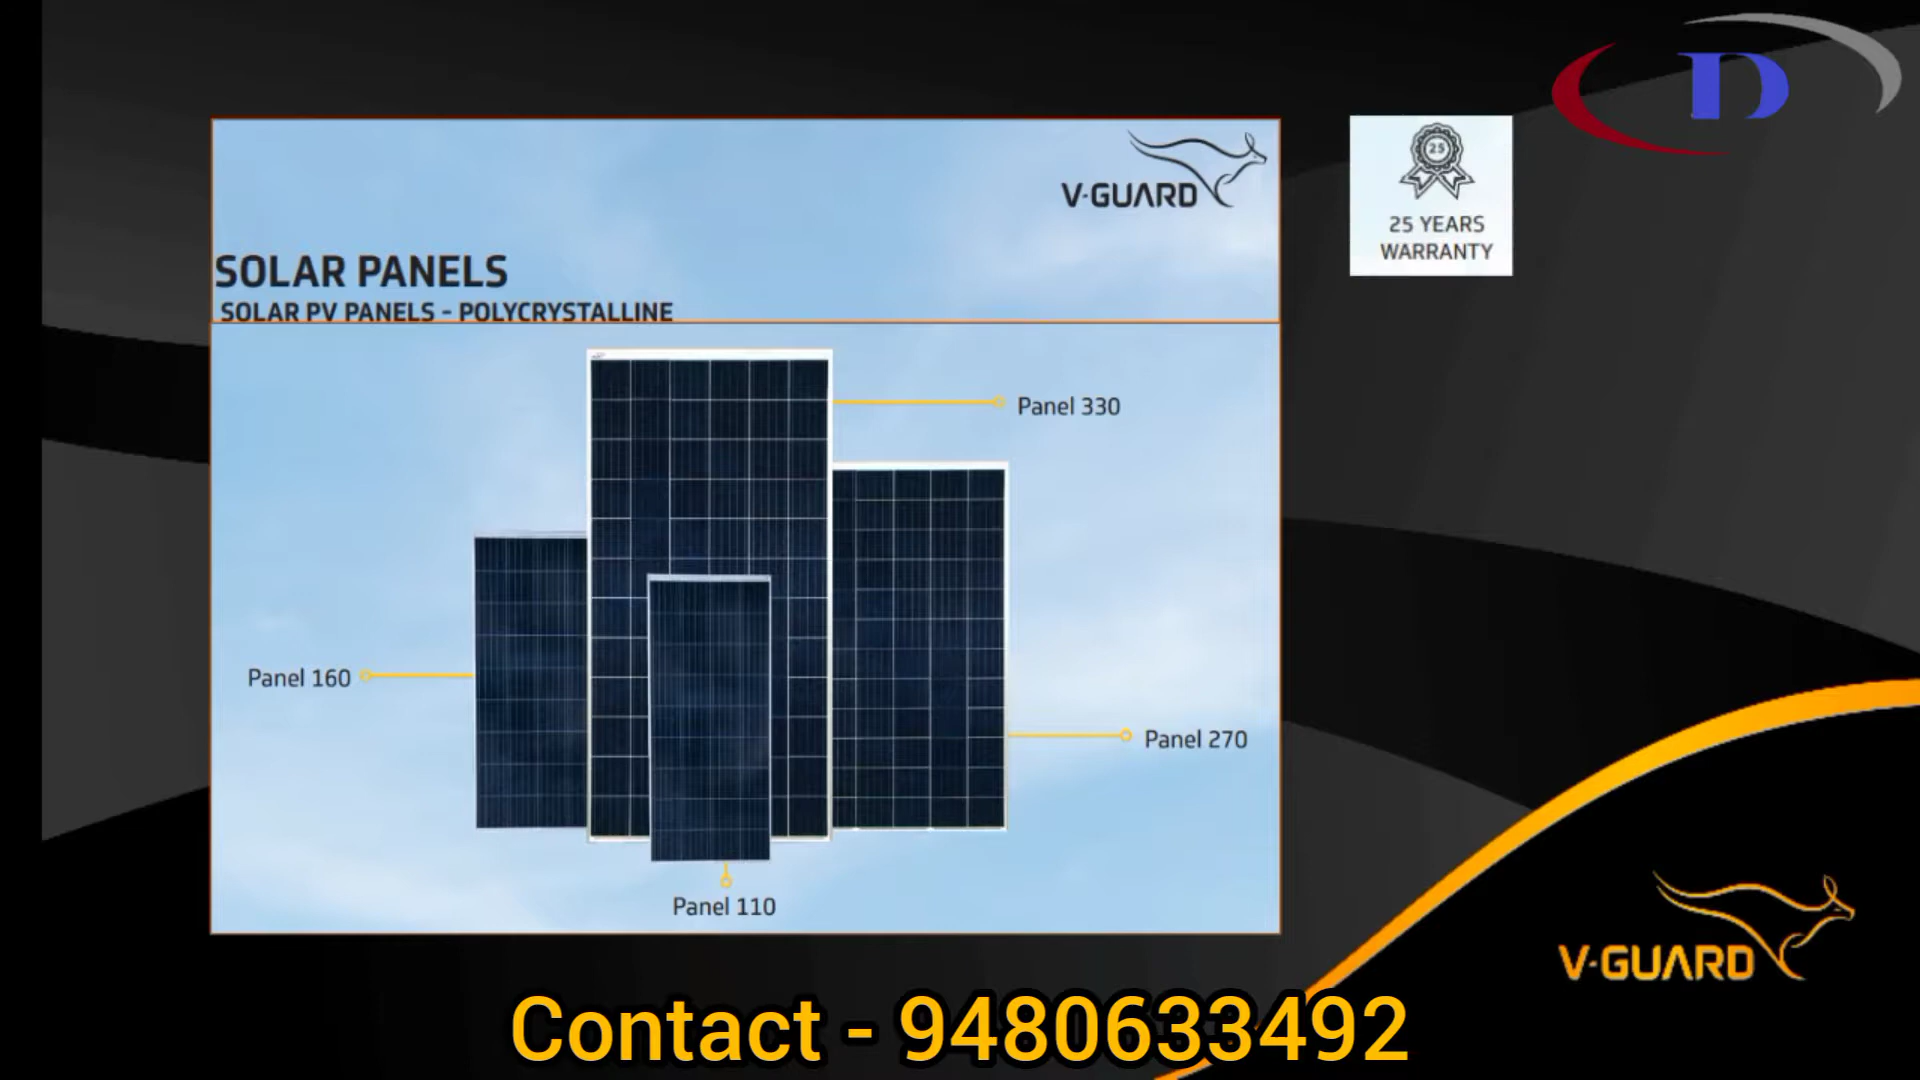 D
V-GUARD
25
25 YEARS
WARRANTY
SOLAR PANELS
SOLAR PV PANELS - POLYCRYSTALLINE
Panel 330
Panel 160
Panel 270
Panel 110
V-GUARD
Contact - 9480633492